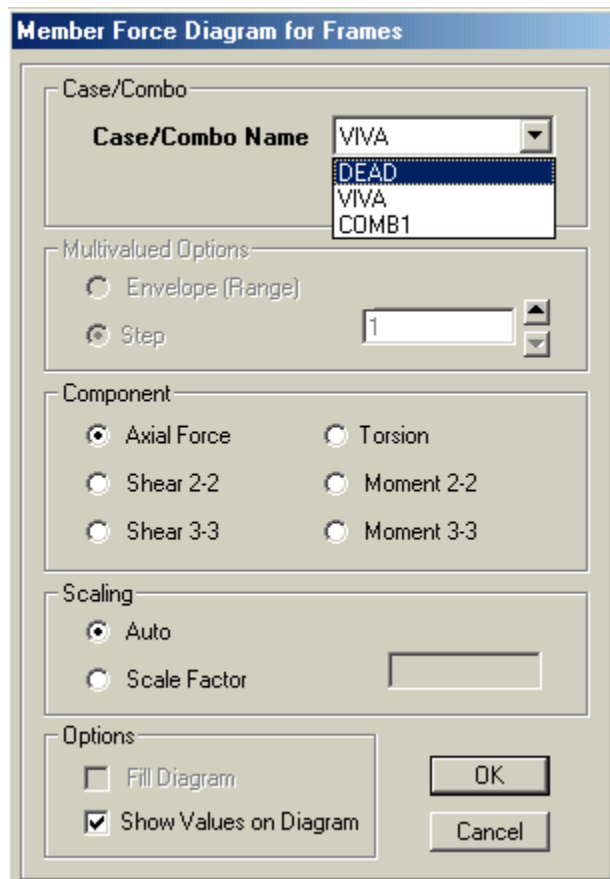 Member Force Diagram for Frames
Case/Combo
Case/Combo Name VIVA
DEAD
VIVA
COMB1
Multivalued Options
Envelope (Range)
Step 1
Component
Axial Force Torsion
Shear 2-2 Moment 2-2
Shear 3-3 Moment 3-3
Scaling
Auto
Scale Factor
Options
Fill Diagram
Show Values on Diagram
OK
Cancel